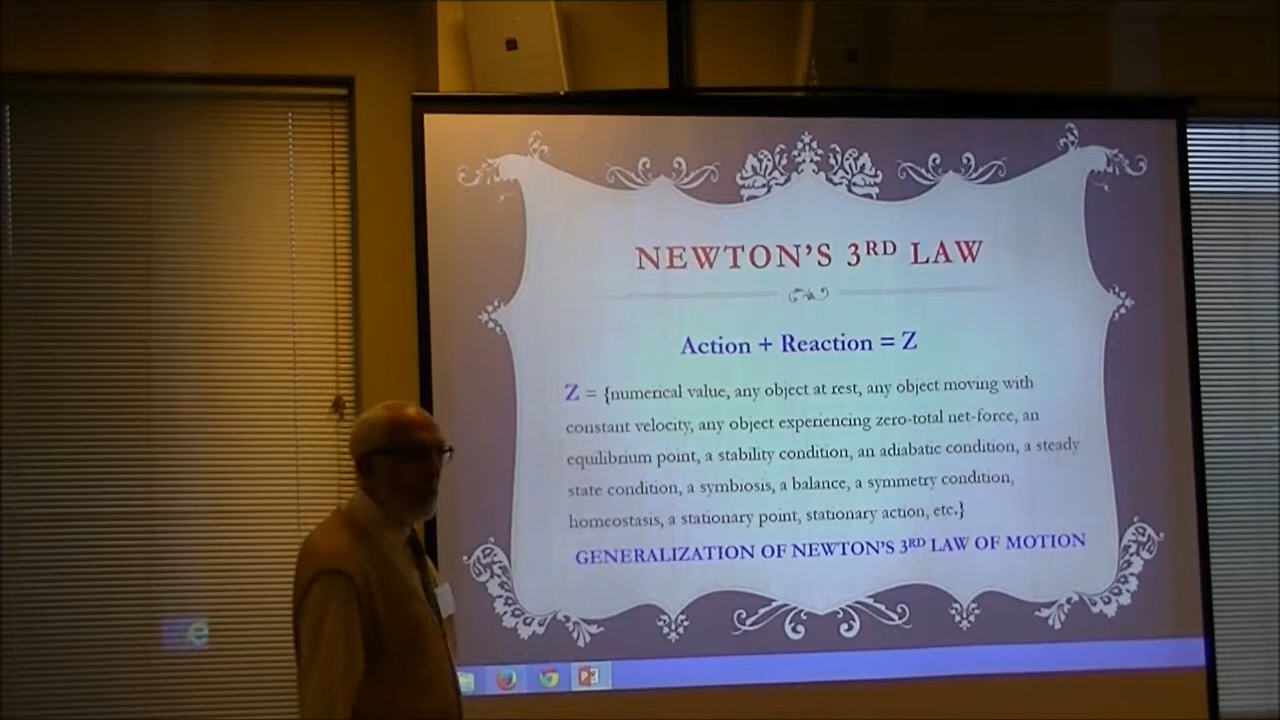 NEWTON'S 3RD LAW
Action + Reaction = Z
Z = {numerical value, any object at rest, any object moving with
constant velocity, any object experiencing zero-total net-force, an
equilibrium point, a stability condition, an adiabatic condition, a steady
state condition, a symbiosis, a balance, a symmetry condition,
homeostasis, a stationary point, stationary action, etc.}
GENERALIZATION OF NEWTON'S 3RD LAW OF MOTION